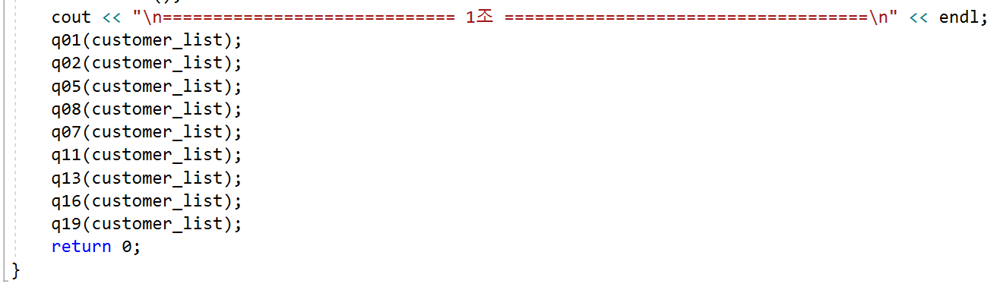 cout << "\n============================= 1조 ====================================\n" << endl;
q01(customer_list);
q02(customer_list);
q05(customer_list);
q08(customer_list);
q07(customer_list);
q11(customer_list);
q13(customer_list);
q16(customer_list);
q19(customer_list);
return 0;
}